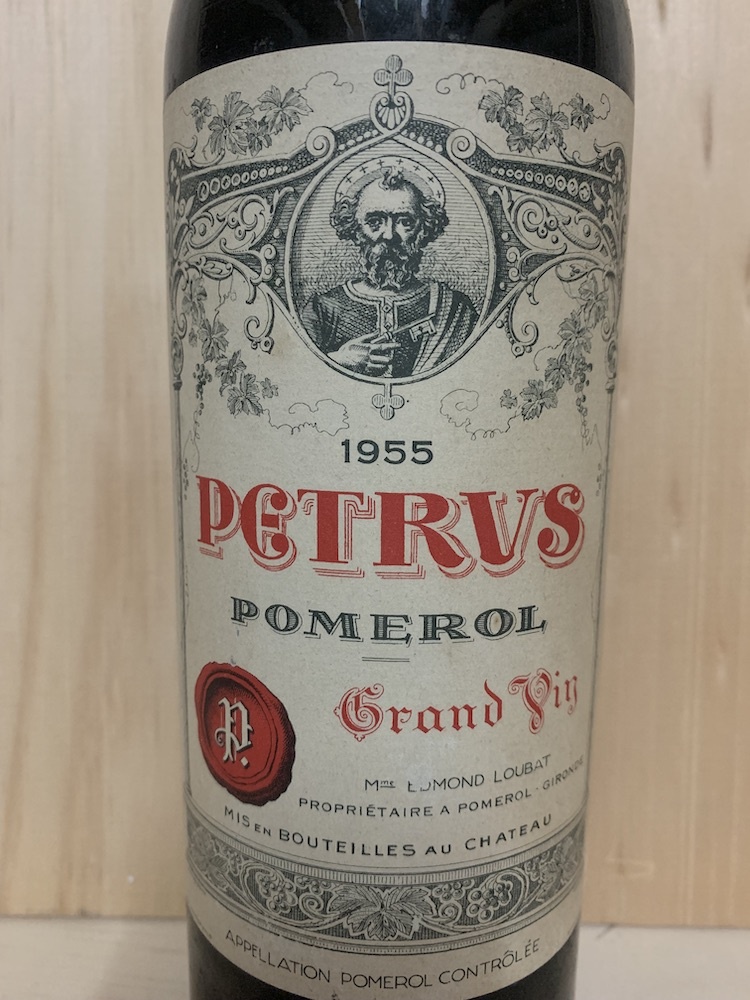 1955
PETRVS
POMEROL
Grand Vin
P.
Mme EDMOND LOUBAT
PROPRIÉTAIRE A POMEROL - GIRONDE
MIS EN BOUTEILLES AU CHATEAU
APPELLATION POMEROL CONTRÔLÉE